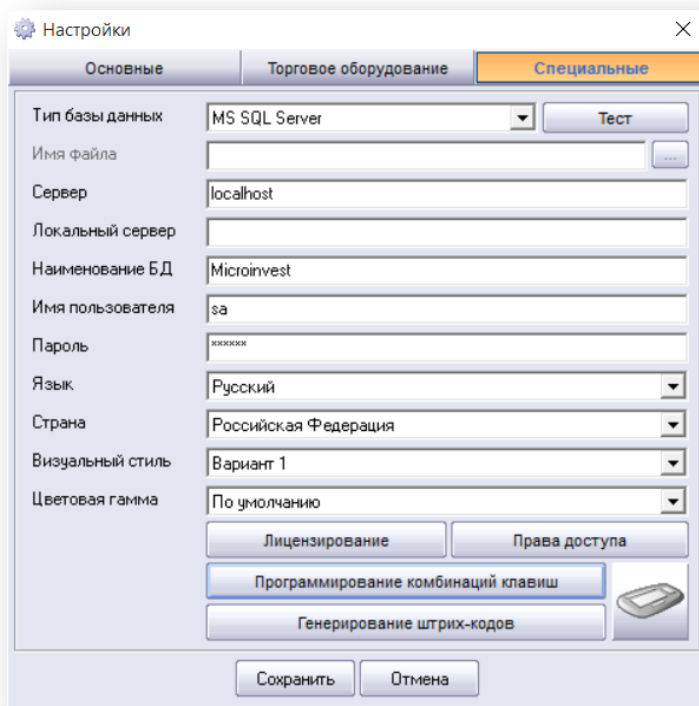 Настройки
Основные Торговое оборудование Специальные
Тип базы данных MS SQL Server Тест
Имя файла ...
Сервер localhost
Локальный сервер
Наименование БД Microinvest
Имя пользователя sa
Пароль ××××××
Язык Русский
Страна Российская Федерация
Визуальный стиль Вариант 1
Цветовая гамма По умолчанию
Лицензирование Права доступа
Программирование комбинаций клавиш
Генерирование штрих-кодов
Сохранить Отмена